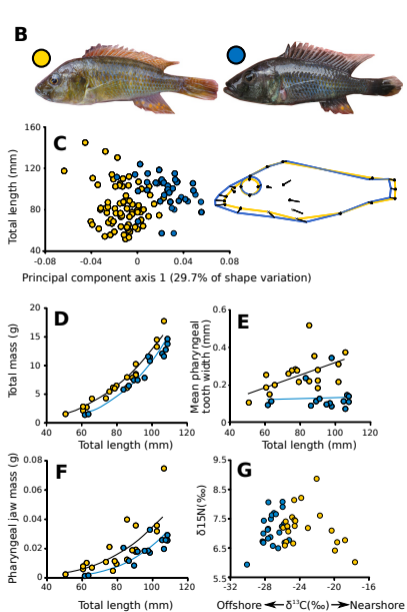 B
C
160
120
80
40
Total length (mm)
-0.08
-0.04
0
0.04
0.08
Principal component axis 1 (29.7% of shape variation)
D
20
15
10
5
0
Total mass (g)
40
60
80
100
120
Total length (mm)
E
0.6
0.4
0.2
0
Mean pharyngeal
tooth width (mm)
40
60
80
100
120
Total length (mm)
F
0.08
0.06
0.04
0.02
0
Pharyngeal jaw mass (g)
40
60
80
100
120
Total length (mm)
G
9.5
8.5
7.5
6.5
5.5
δ15N(‰)
-32
-28
-24
-20
-16
Offshore ◄─ δ¹³C(‰) ─► Nearshore